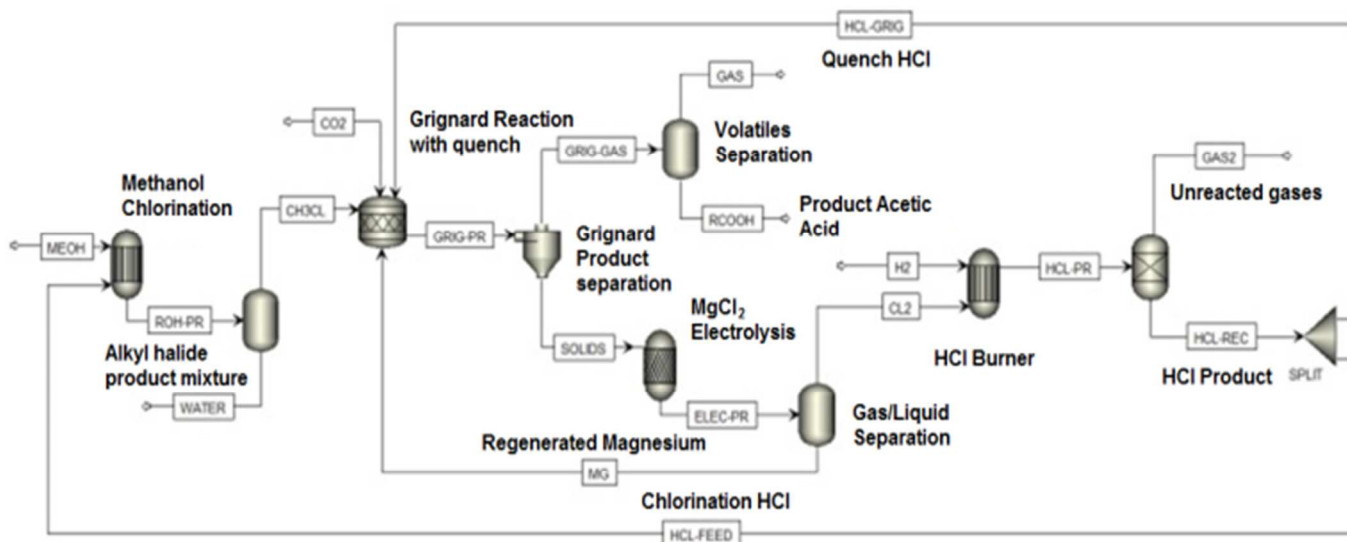 HCL-GRIG
Quench HCl
GAS
CO2
Grignard Reaction
with quench
GRIG-GAS
Volatiles
Separation
GAS2
Unreacted gases
Methanol
Chlorination
CH3CL
RCOOH
Product Acetic
Acid
MEOH
GRIG-PR
Grignard
Product
separation
H2
HCL-PR
CL2
ROH-PR
MgCl₂
Electrolysis
SOLIDS
HCl Burner
HCL-REC
HCl Product
SPLIT
Alkyl halide
product mixture
WATER
ELEC-PR
Gas/Liquid
Separation
Regenerated Magnesium
MG
Chlorination HCl
HCL-FEED